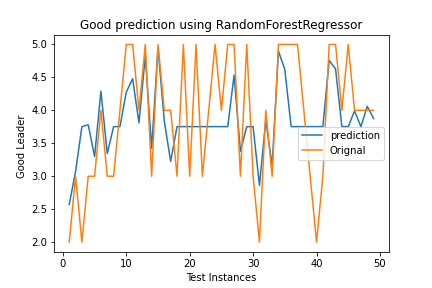 Good prediction using RandomForestRegressor
Good Leader
5.0
4.5
4.0
3.5
3.0
2.5
2.0
prediction
Orignal
0
10
20
30
40
50
Test Instances